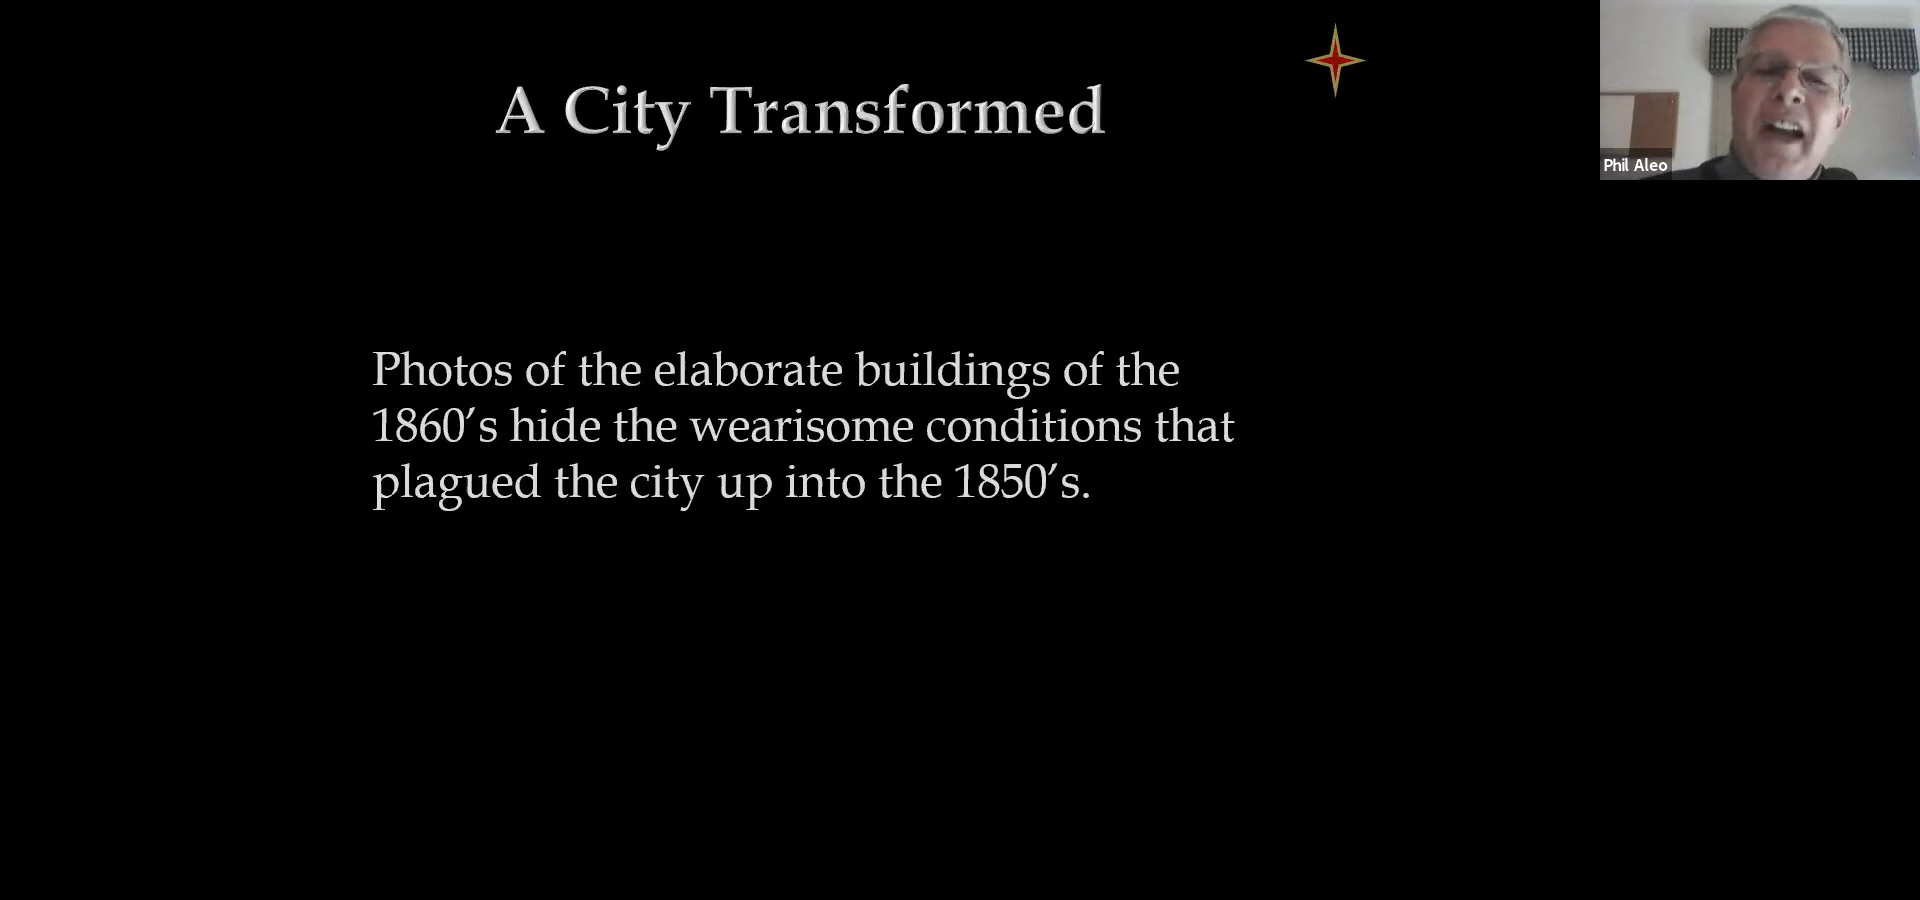 A City Transformed
Phil Aleo
Photos of the elaborate buildings of the
1860’s hide the wearisome conditions that
plagued the city up into the 1850’s.